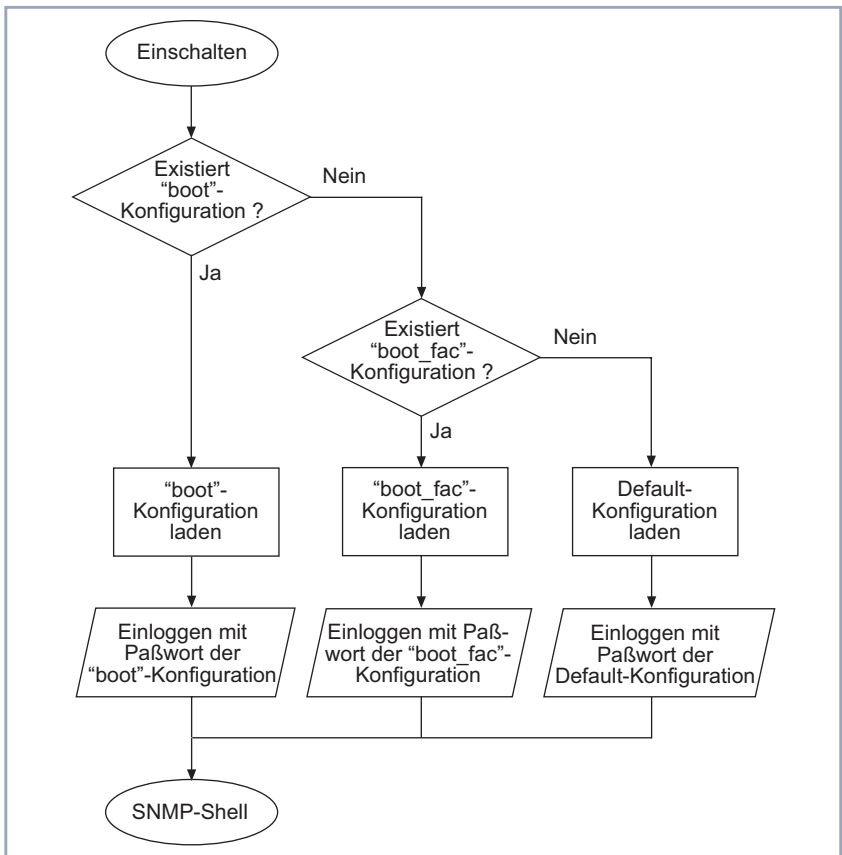 Einschalten
Existiert
“boot”-
Konfiguration ?
Nein
Ja
Existiert
“boot_fac”-
Konfiguration ?
Nein
Ja
“boot”-
Konfiguration
laden
“boot_fac”-
Konfiguration
laden
Default-
Konfiguration
laden
Einloggen mit
Paßwort der
“boot”-Konfiguration
Einloggen mit Paß-
wort der “boot_fac”-
Konfiguration
Einloggen mit
Paßwort der
Default-Konfiguration
SNMP-Shell